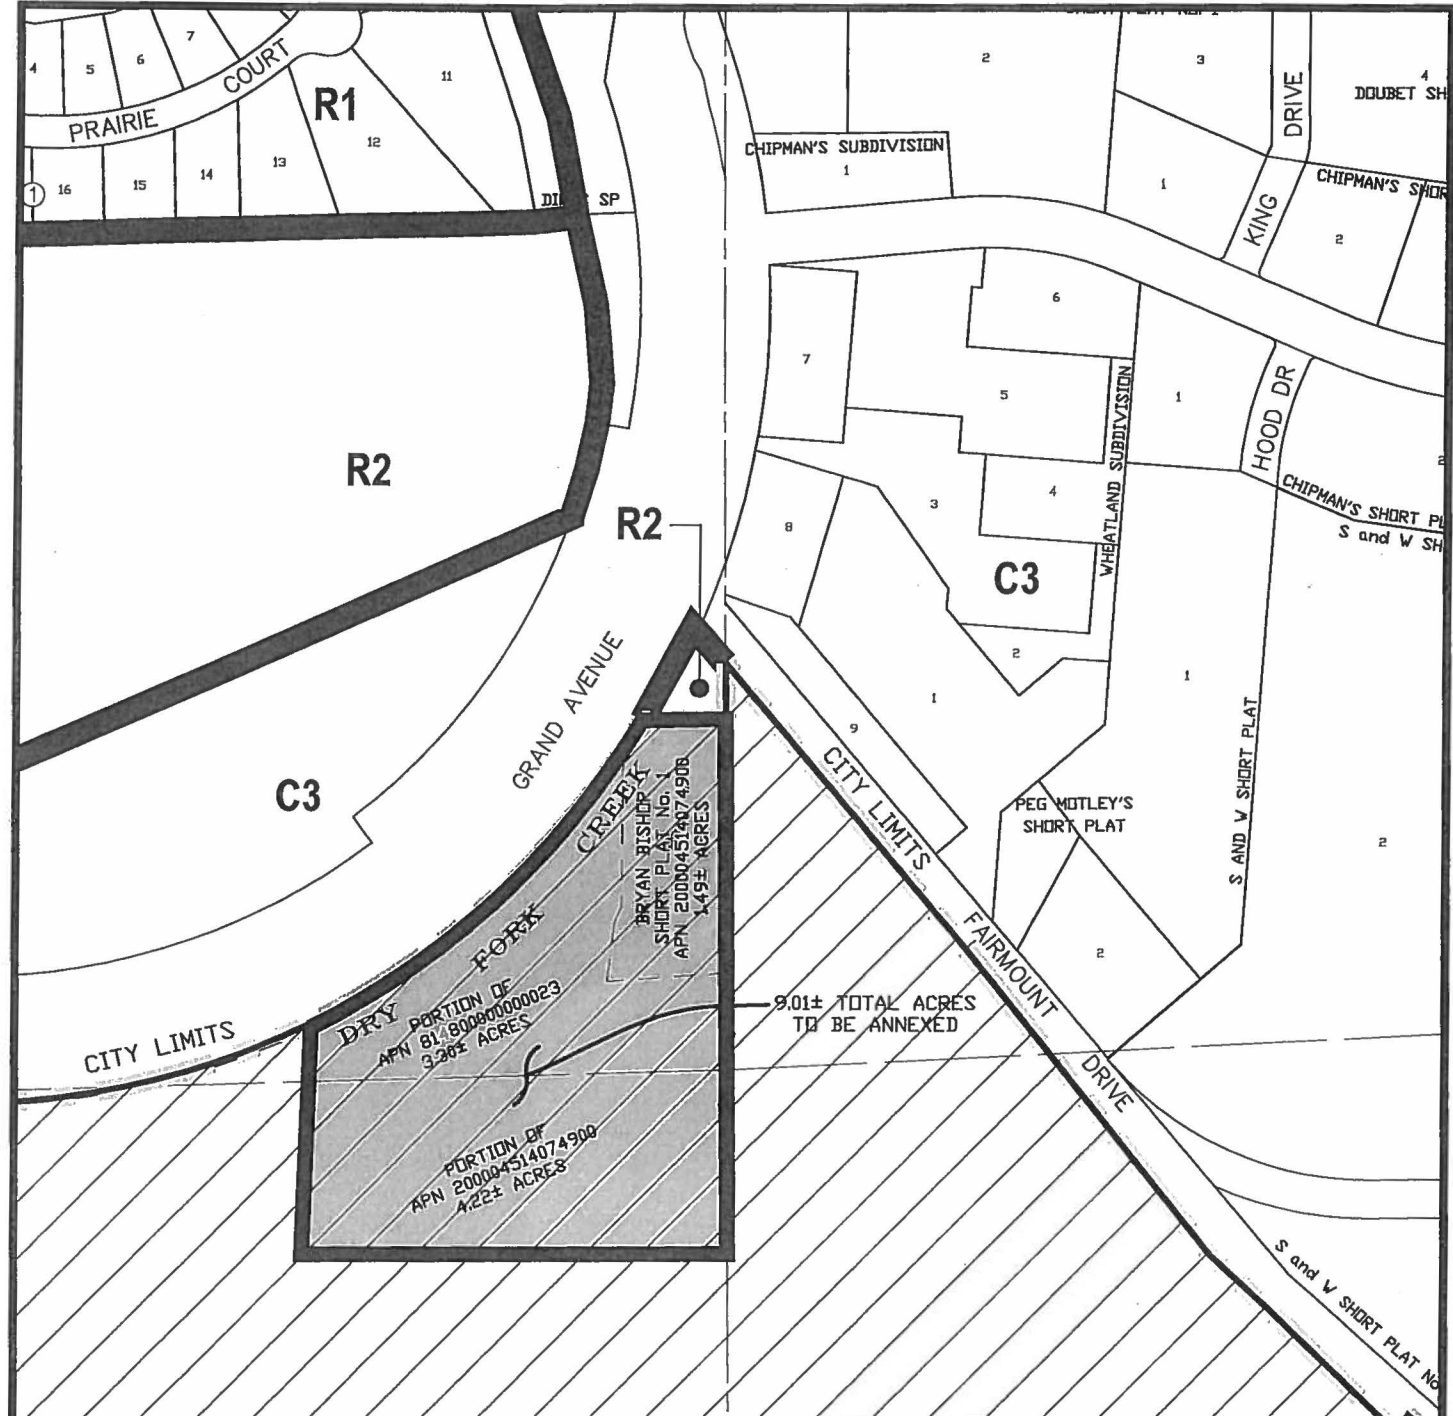 4
5
6
7
PRAIRIE COURT
11
R1
12
13
14
15
16
1
SP
2
3
DRIVE
4
DOUBET SH
CHIPMAN'S SUBDIVISION
1
1
KING
CHIPMAN'S SHOR
2
6
7
5
1
HOOD DR
2
WHEATLAND SUBDIVISION
R2
R2
8
3
4
CHIPMAN'S SHORT PL
S and W SH
C3
2
1
1
9
GRAND AVENUE
C3
CITY LIMITS
PEG MOTLEY'S
SHORT PLAT
S AND W SHORT PLAT
2
2
BRYAN BISHOP
SHORT PLAT No. 1
APN 200004514074900
1.49± ACRES
DRY FORK CREEK
FAIRMOUNT DRIVE
PORTION OF
APN 814800000000023
3.30± ACRES
9.01± TOTAL ACRES
TO BE ANNEXED
CITY LIMITS
PORTION OF
APN 200004514074900
4.22± ACRES
S and W SHORT PLAT No